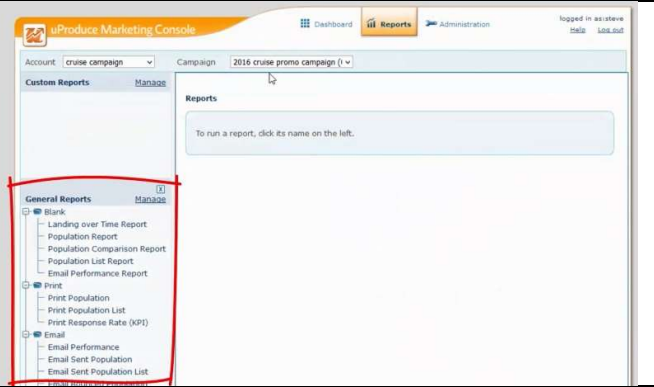 uProduce Marketing Console
Dashboard
Reports
Administration
logged in as:steve
Help Log out
Account cruise campaign
Campaign 2016 cruise promo campaign (
Custom Reports Manage
Reports
To run a report, click its name on the left.
X
General Reports Manage
Blank
Landing over Time Report
Population Report
Population Comparison Report
Population List Report
Email Performance Report
Print
Print Population
Print Population List
Print Response Rate (KPI)
Email
Email Performance
Email Sent Population
Email Sent Population List
Email Bounced Population